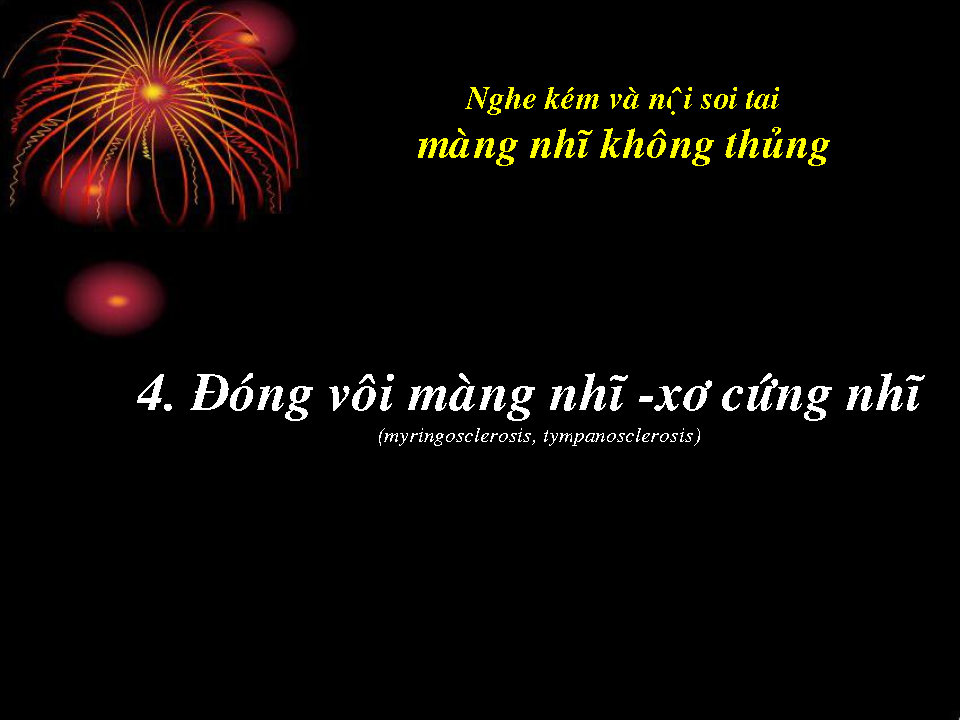 Nghe kém và nội soi tai
màng nhĩ không thủng
4. Đóng vôi màng nhĩ -xơ cứng nhĩ
(myringosclerosis, tympanosclerosis)